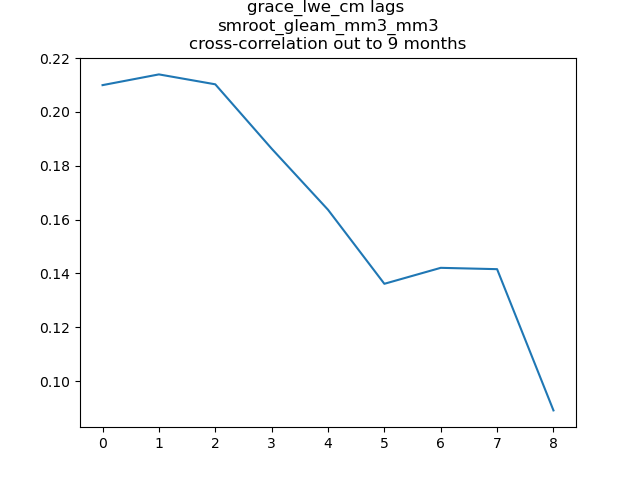 grace_lwe_cm lags
smroot_gleam_mm3_mm3
cross-correlation out to 9 months
0.22
0.20
0.18
0.16
0.14
0.12
0.10
0 1 2 3 4 5 6 7 8